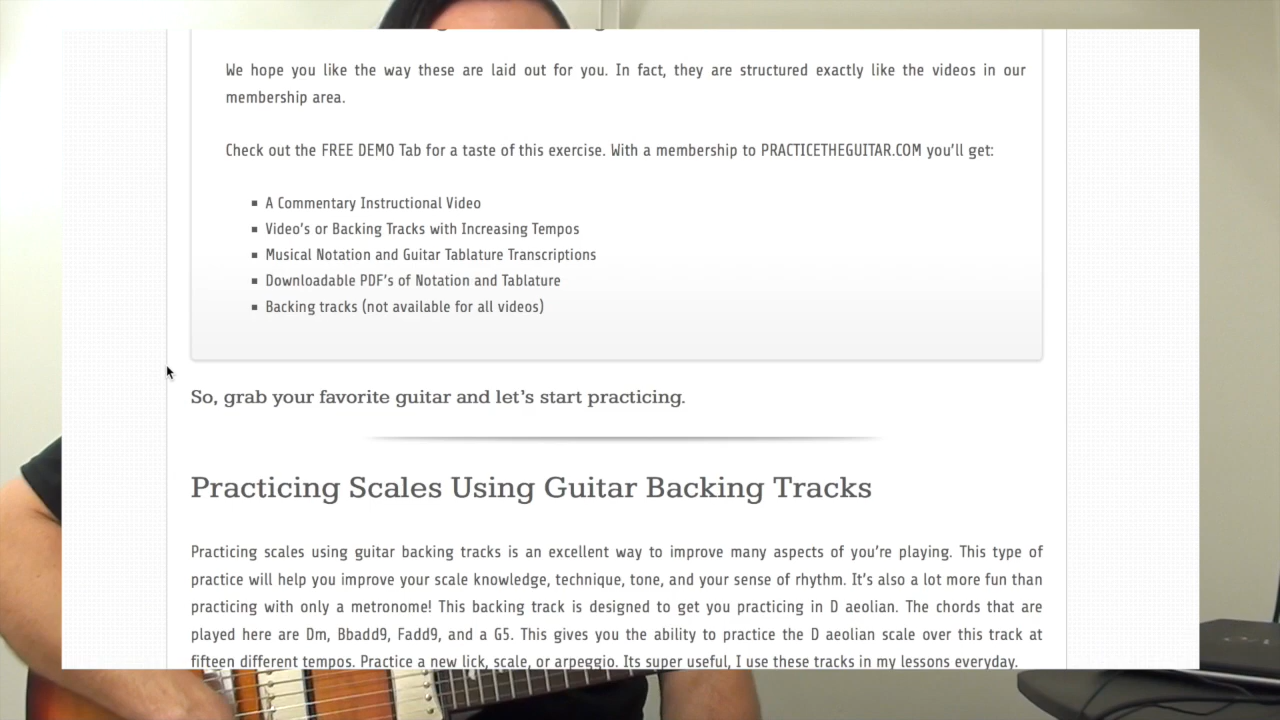 We hope you like the way these are laid out for you. In fact, they are structured exactly like the videos in our
membership area.
Check out the FREE DEMO Tab for a taste of this exercise. With a membership to PRACTICETHEGUITAR.COM you'll get:
A Commentary Instructional Video
Video's or Backing Tracks with Increasing Tempos
Musical Notation and Guitar Tablature Transcriptions
Downloadable PDF's of Notation and Tablature
Backing tracks (not available for all videos)
So, grab your favorite guitar and let's start practicing.
Practicing Scales Using Guitar Backing Tracks
Practicing scales using guitar backing tracks is an excellent way to improve many aspects of you're playing. This type of
practice will help you improve your scale knowledge, technique, tone, and your sense of rhythm. It's also a lot more fun than
practicing with only a metronome! This backing track is designed to get you practicing in D aeolian. The chords that are
played here are Dm, Bbadd9, Fadd9, and a G5. This gives you the ability to practice the D aeolian scale over this track at
fifteen different tempos. Practice a new lick, scale, or arpeggio. Its super useful, I use these tracks in my lessons everyday.